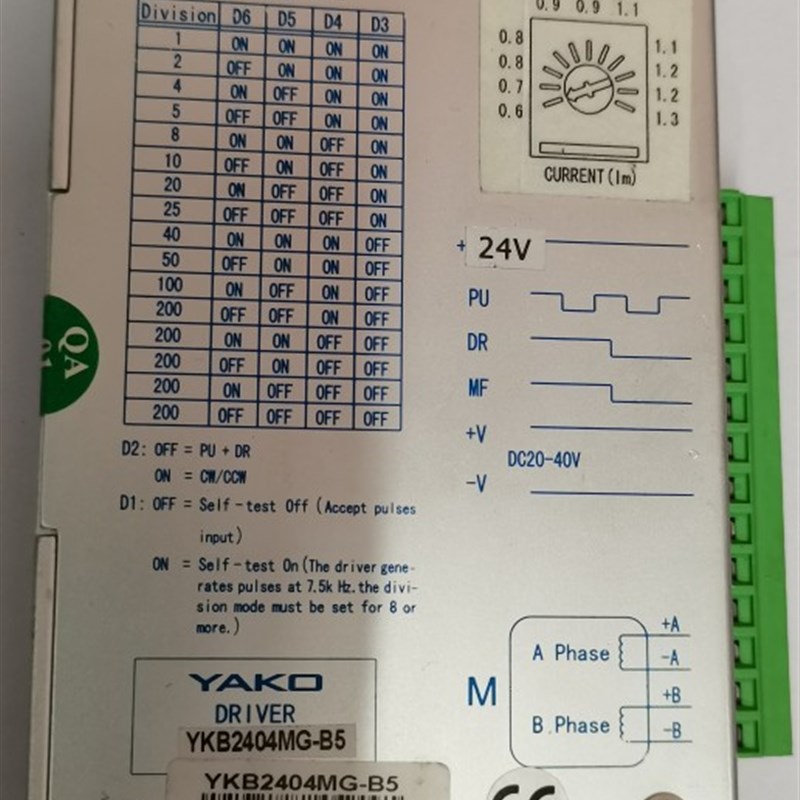 Division D6 D5 D4 D3
1 ON ON ON ON
2 OFF ON ON ON
4 ON OFF ON ON
5 OFF OFF ON ON
8 ON ON OFF ON
10 OFF ON OFF ON
20 ON OFF OFF ON
25 OFF OFF OFF ON
40 ON ON ON OFF
50 OFF ON ON OFF
100 ON OFF ON OFF
200 OFF OFF ON OFF
200 ON ON OFF OFF
200 OFF ON OFF OFF
200 ON OFF OFF OFF
200 OFF OFF OFF OFF
D2: OFF = PU + DR
ON = CW/CCW
D1: OFF = Self-test Off (Accept pulses
input)
ON = Self-test On (The driver gene-
rates pulses at 7.5k Hz. the divi-
sion mode must be set for 8 or
more.)
YAKO
DRIVER
YKB2404MG-B5
YKB2404MG-B5
0.9 0.9 1.1
0.8 1.1
0.8 1.2
0.7 1.2
0.6 1.3
CURRENT(Im)
+ 24V
PU
DR
MF
+V
DC20-40V
-V
M
A Phase
+A
-A
B Phase
+B
-B
CE
QA